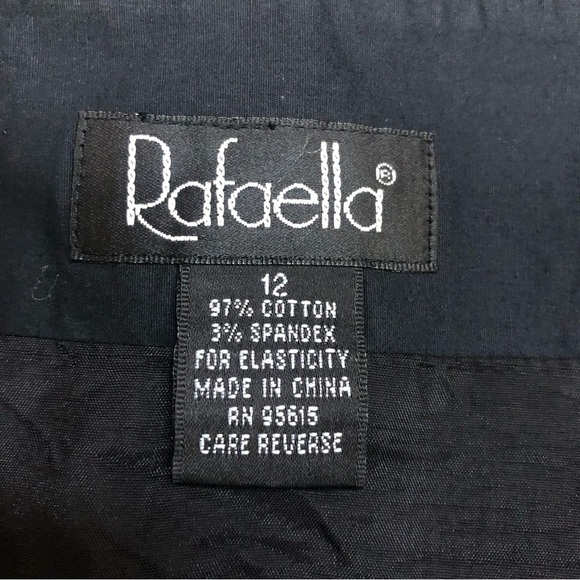 Rafaella®
12
97% COTTON
3% SPANDEX
FOR ELASTICITY
MADE IN CHINA
RN 95615
CARE REVERSE